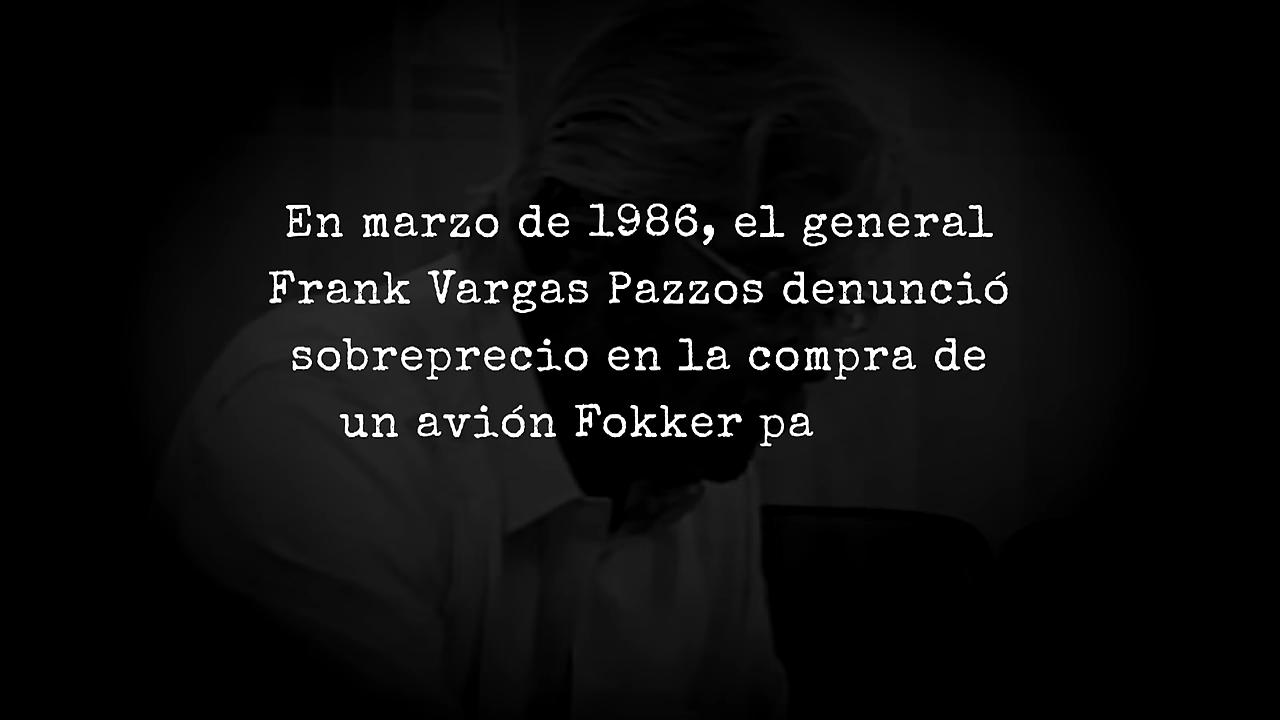 En marzo de 1986, el general
Frank Vargas Pazzos denunció
sobreprecio en la compra de
un avión Fokker pa